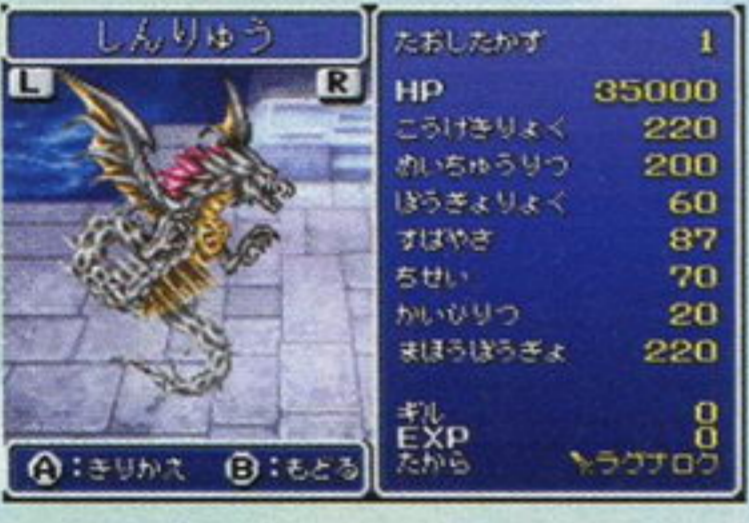 しんりゅう
L R
A:きりかえ B:もどる
たおしたかず 1
HP 35000
こうげきりょく 220
めいちゅうりつ 200
ぼうぎょりょく 60
すばやさ 87
ちせい 70
かいひりつ 20
まほうぼうぎょ 220
ギル 0
EXP 0
たから ラグナロク